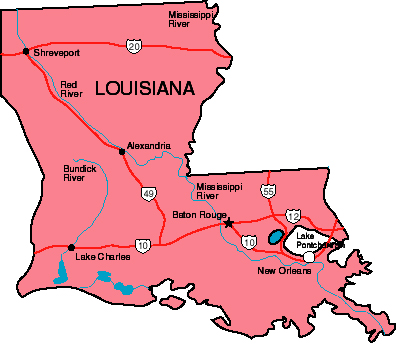 Mississippi
River
20
Shreveport
Red
River
LOUISIANA
Alexandria
Bundick
River
Mississippi
River
55
49
Baton Rouge
12
10
10
Lake
Lake Charles
New Orleans